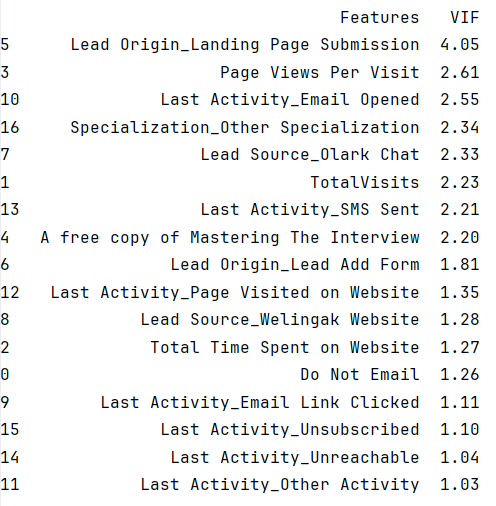 Features VIF
5 Lead Origin_Landing Page Submission 4.05
3 Page Views Per Visit 2.61
10 Last Activity_Email Opened 2.55
16 Specialization_Other Specialization 2.34
7 Lead Source_Olark Chat 2.33
1 TotalVisits 2.23
13 Last Activity_SMS Sent 2.21
4 A free copy of Mastering The Interview 2.20
6 Lead Origin_Lead Add Form 1.81
12 Last Activity_Page Visited on Website 1.35
8 Lead Source_Welingak Website 1.28
2 Total Time Spent on Website 1.27
0 Do Not Email 1.26
9 Last Activity_Email Link Clicked 1.11
15 Last Activity_Unsubscribed 1.10
14 Last Activity_Unreachable 1.04
11 Last Activity_Other Activity 1.03